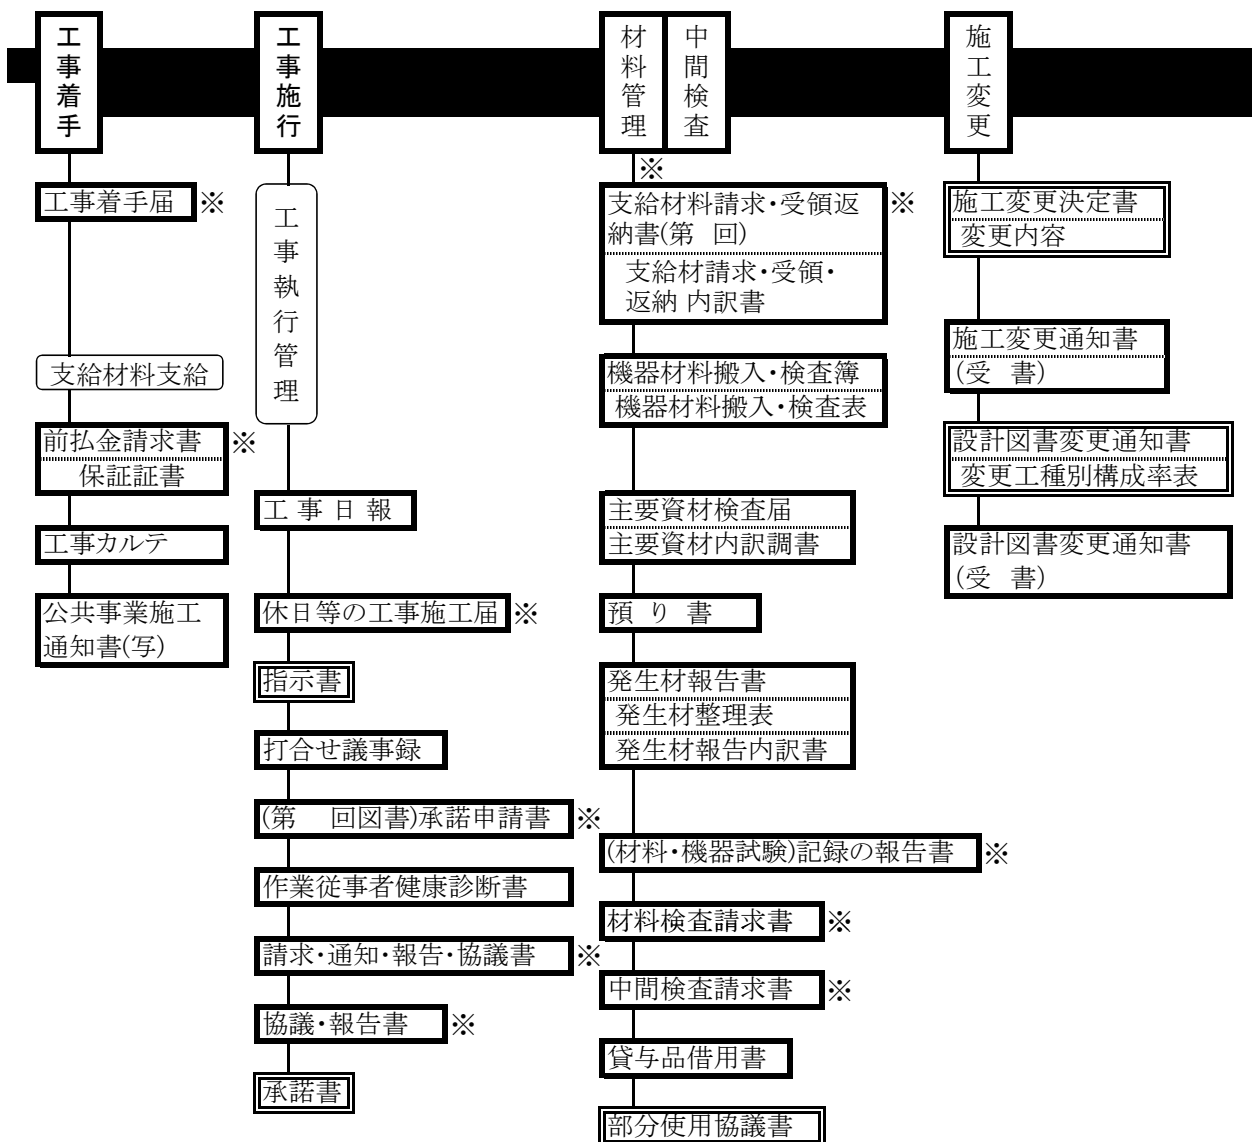 工事着手
工事着手届 ※
支給材料支給
前払金請求書 ※
保証証書
工事カルテ
公共事業施工
通知書(写)
工事施行
工事執行管理
工事日報
休日等の工事施工届 ※
指示書
打合せ議事録
(第　回図書)承諾申請書 ※
作業従事者健康診断書
請求・通知・報告・協議書 ※
協議・報告書 ※
承諾書
材料管理
中間検査
※
支給材料請求・受領返 ※
納書(第　回)
支給材請求・受領・
返納 内訳書
機器材料搬入・検査簿
機器材料搬入・検査表
主要資材検査届
主要資材内訳調書
預り書
発生材報告書
発生材整理表
発生材報告内訳書
(材料・機器試験)記録の報告書 ※
材料検査請求書 ※
中間検査請求書 ※
貸与品借用書
部分使用協議書
施工変更
施工変更決定書
変更内容
施工変更通知書
(受　書)
設計図書変更通知書
変更工種別構成率表
設計図書変更通知書
(受　書)